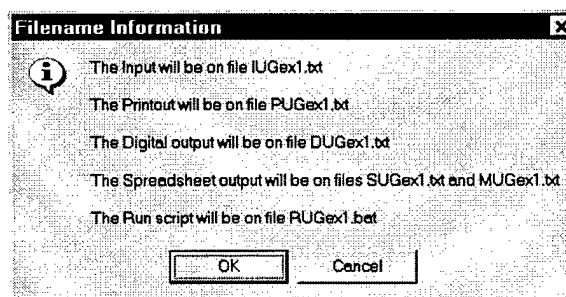 Filename Information
The Input will be on file IUGex1.txt
The Printout will be on file PUGex1.txt
The Digital output will be on file DUGex1.txt
The Spreadsheet output will be on files SUGex1.txt and MUGex1.txt
The Run script will be on file RUGex1.bat
OK Cancel